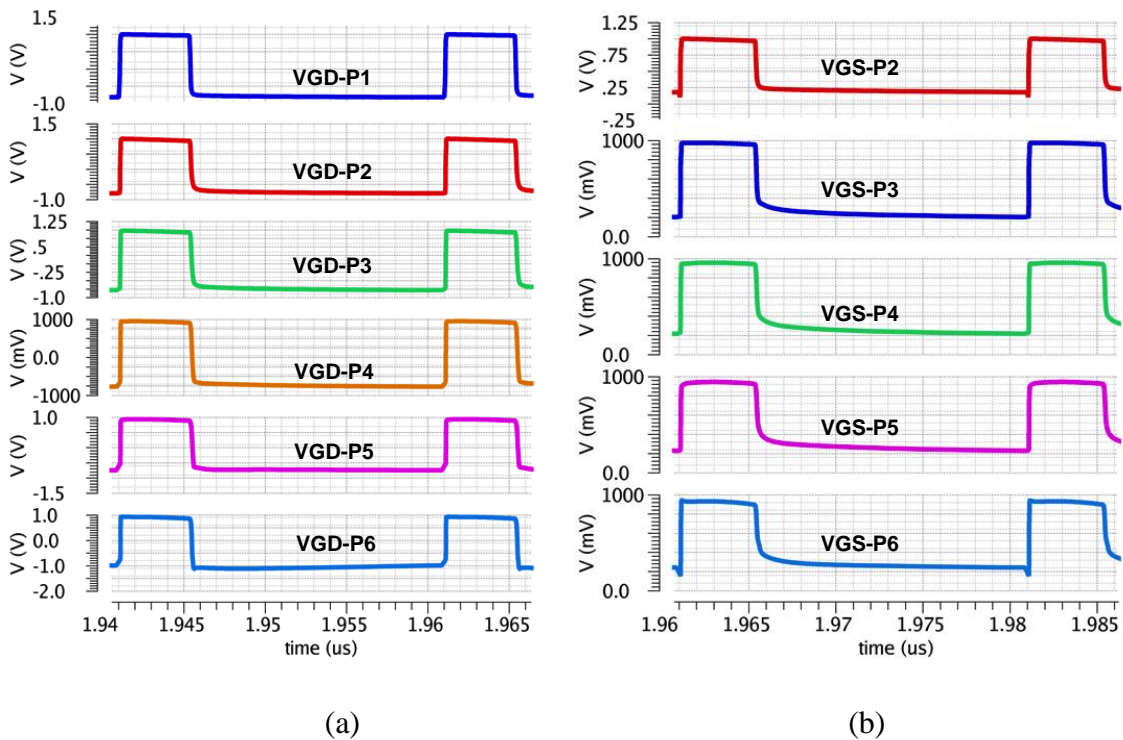 1.5
V (V)
VGD-P1
-1.0
1.5
V (V)
VGD-P2
-1.0
1.25
.5
V (V)
VGD-P3
-.25
-1.0
1000
V (mV)
0.0
VGD-P4
-1000
1.0
V (V)
VGD-P5
-1.5
1.0
V (V)
0.0
VGD-P6
-1.0
-2.0
1.94 1.945 1.95 1.955 1.96 1.965
time (us)
(a)
1.25
V (V)
.75
VGS-P2
.25
-.25
1000
V (mV)
VGS-P3
0.0
1000
V (mV)
VGS-P4
0.0
1000
V (mV)
VGS-P5
0.0
1000
V (mV)
VGS-P6
0.0
1.96 1.965 1.97 1.975 1.98 1.985
time (us)
(b)